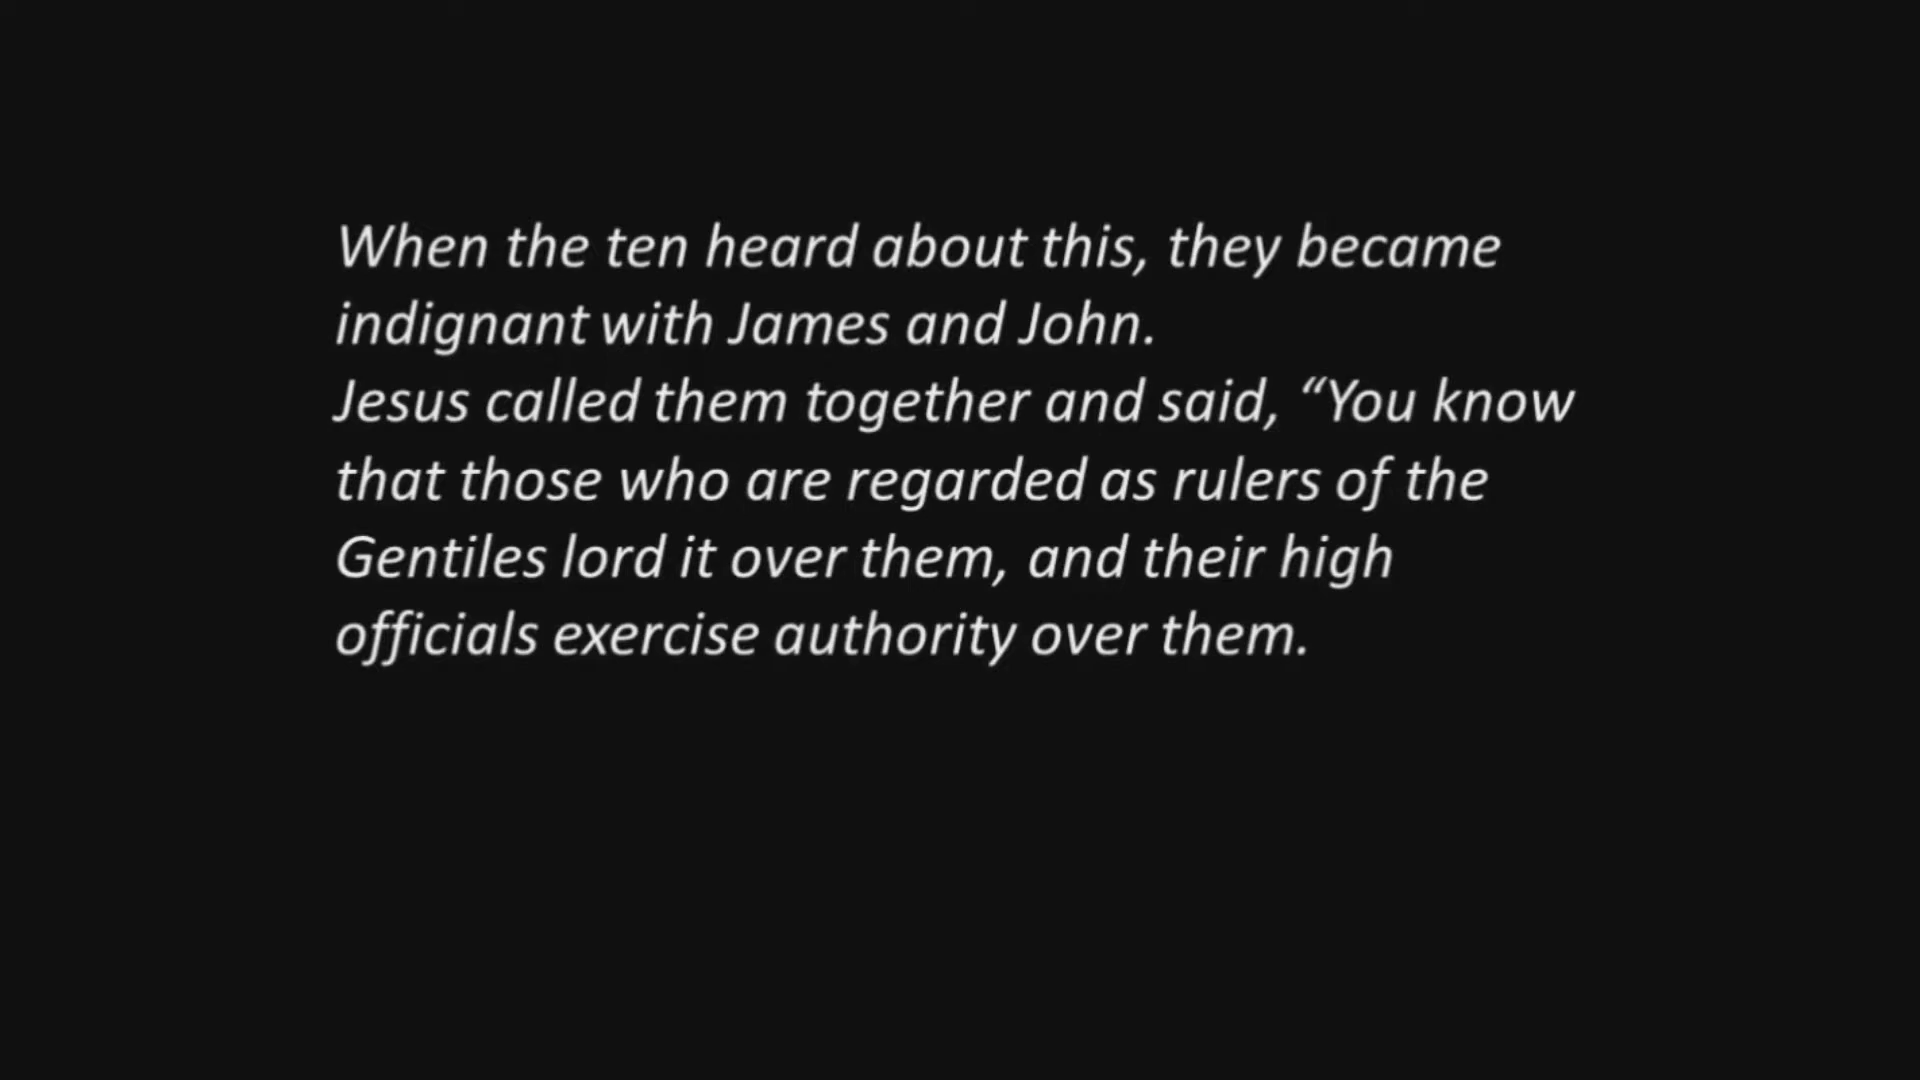 When the ten heard about this, they became
indignant with James and John.
Jesus called them together and said, “You know
that those who are regarded as rulers of the
Gentiles lord it over them, and their high
officials exercise authority over them.